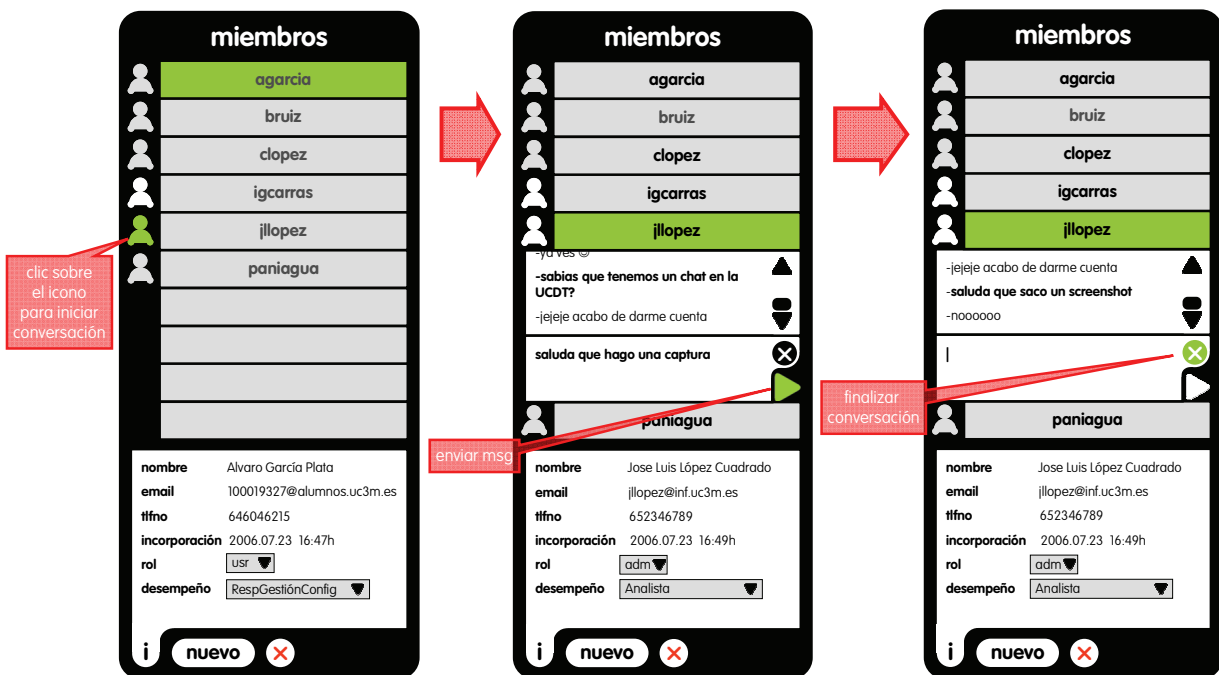 miembros
agarcia
bruiz
clopez
igcarras
jllopez
paniagua
clic sobre
el icono
para iniciar
conversación
nombre Alvaro García Plata
email 100019327@alumnos.uc3m.es
tlfno 646046215
incorporación 2006.07.23 16:47h
rol usr
desempeño RespGestiónConfig
i nuevo
miembros
agarcia
bruiz
clopez
igcarras
jllopez
-ya ves ☺
-sabias que tenemos un chat en la
UCDT?
-jejeje acabo de darme cuenta
saluda que hago una captura
enviar msg
paniagua
nombre Jose Luis López Cuadrado
email jllopez@inf.uc3m.es
tlfno 652346789
incorporación 2006.07.23 16:49h
rol adm
desempeño Analista
i nuevo
miembros
agarcia
bruiz
clopez
igcarras
jllopez
-jejeje acabo de darme cuenta
-saluda que saco un screenshot
-noooooo
finalizar
conversación
paniagua
nombre Jose Luis López Cuadrado
email jllopez@inf.uc3m.es
tlfno 652346789
incorporación 2006.07.23 16:49h
rol adm
desempeño Analista
i nuevo